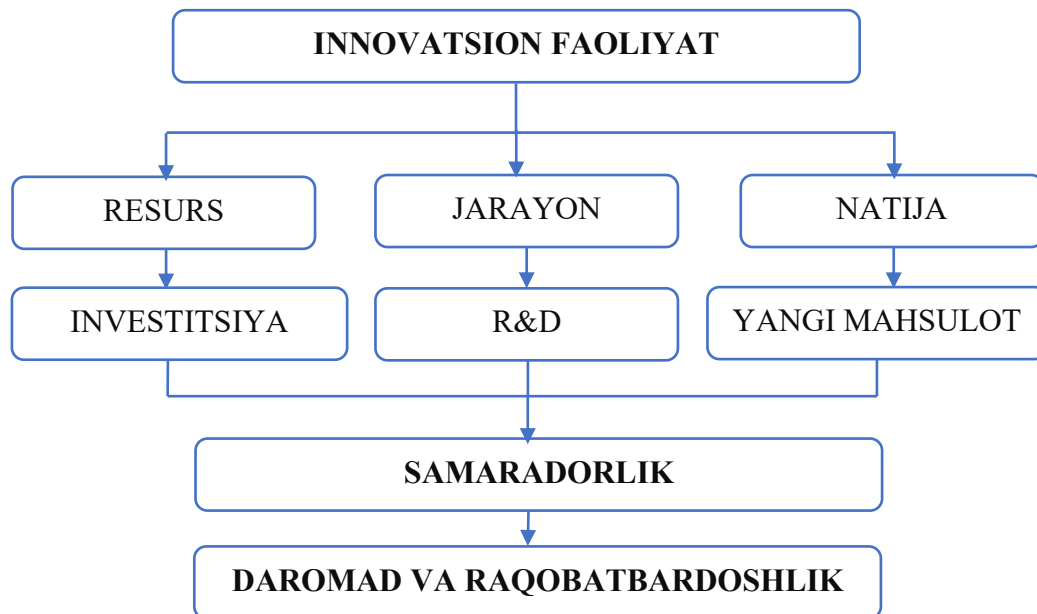 INNOVATSION FAOLIYAT
RESURS
JARAYON
NATIJA
INVESTITSIYA
R&D
YANGI MAHSULOT
SAMARADORLIK
DAROMAD VA RAQOBATBARDOSHLIK